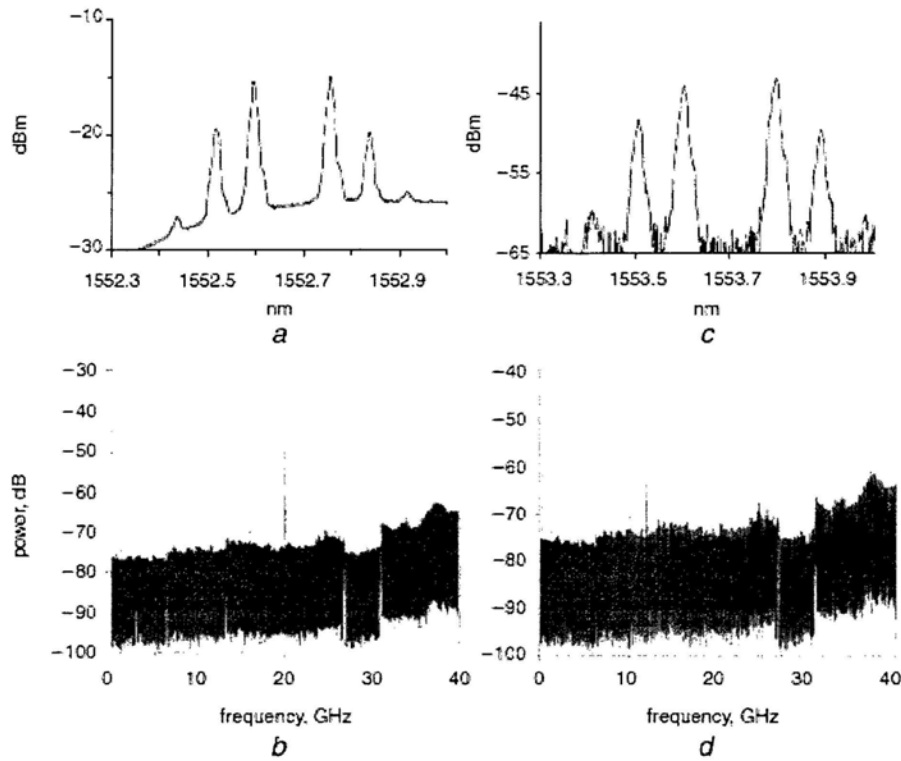 −10
−20
−30
dBm
1552.3 1552.5 1552.7 1552.9
nm
a
−45
−55
−65
dBm
1553.3 1553.5 1553.7 1553.9
nm
c
−30
−40
−50
−60
−70
−80
−90
−100
power, dB
0 10 20 30 40
frequency, GHz
b
−40
−50
−60
−70
−80
−90
−100
0 10 20 30 40
frequency, GHz
d